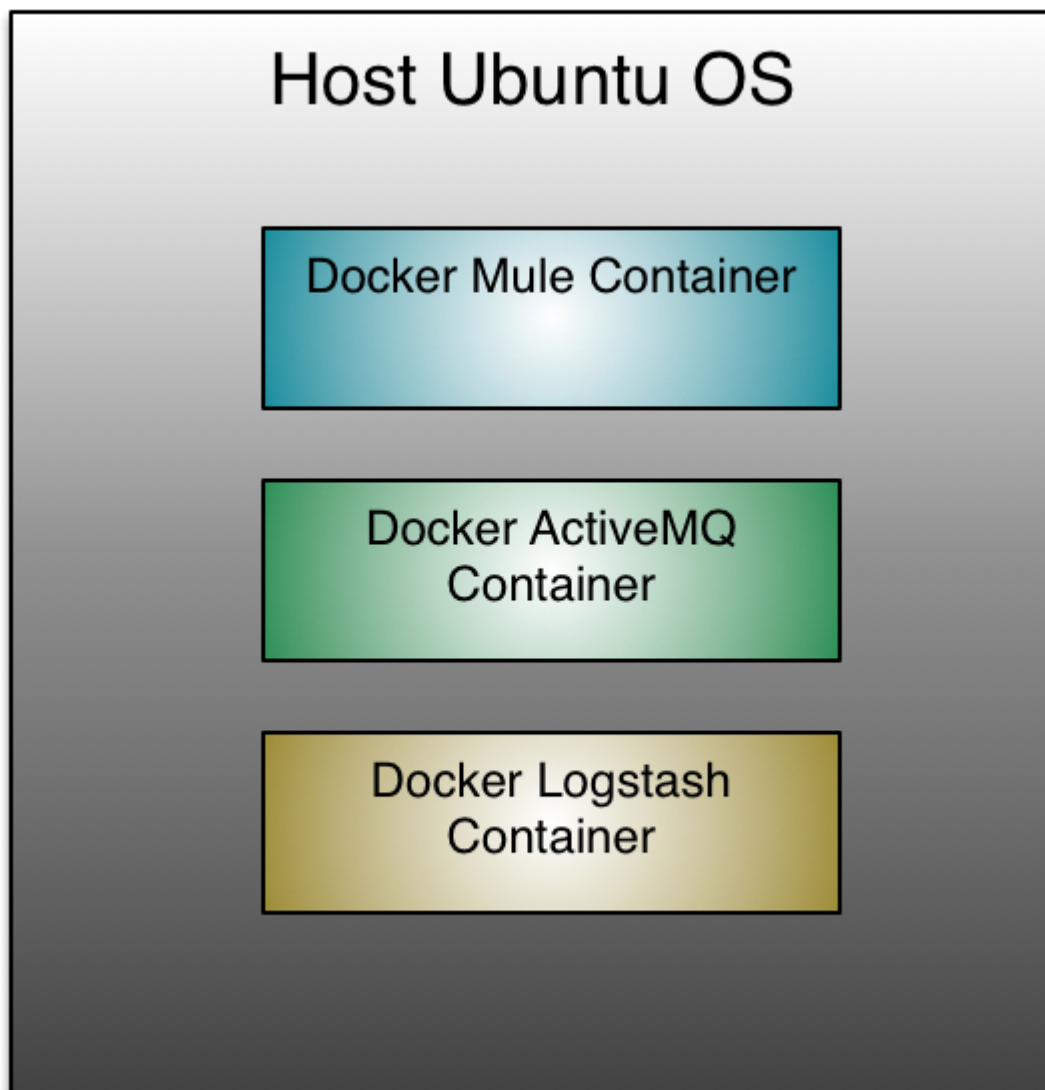 Host Ubuntu OS
Docker Mule Container
Docker ActiveMQ
Container
Docker Logstash
Container